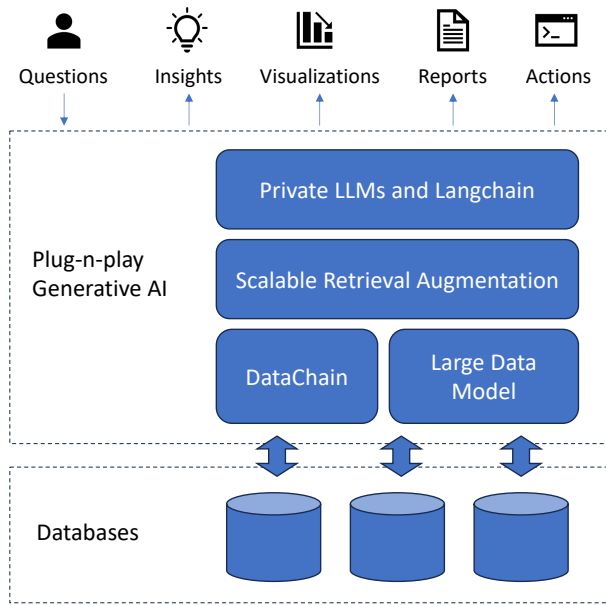 Questions
Insights
Visualizations
Reports
Actions
Plug-n-play
Generative AI
Private LLMs and Langchain
Scalable Retrieval Augmentation
DataChain
Large Data
Model
Databases